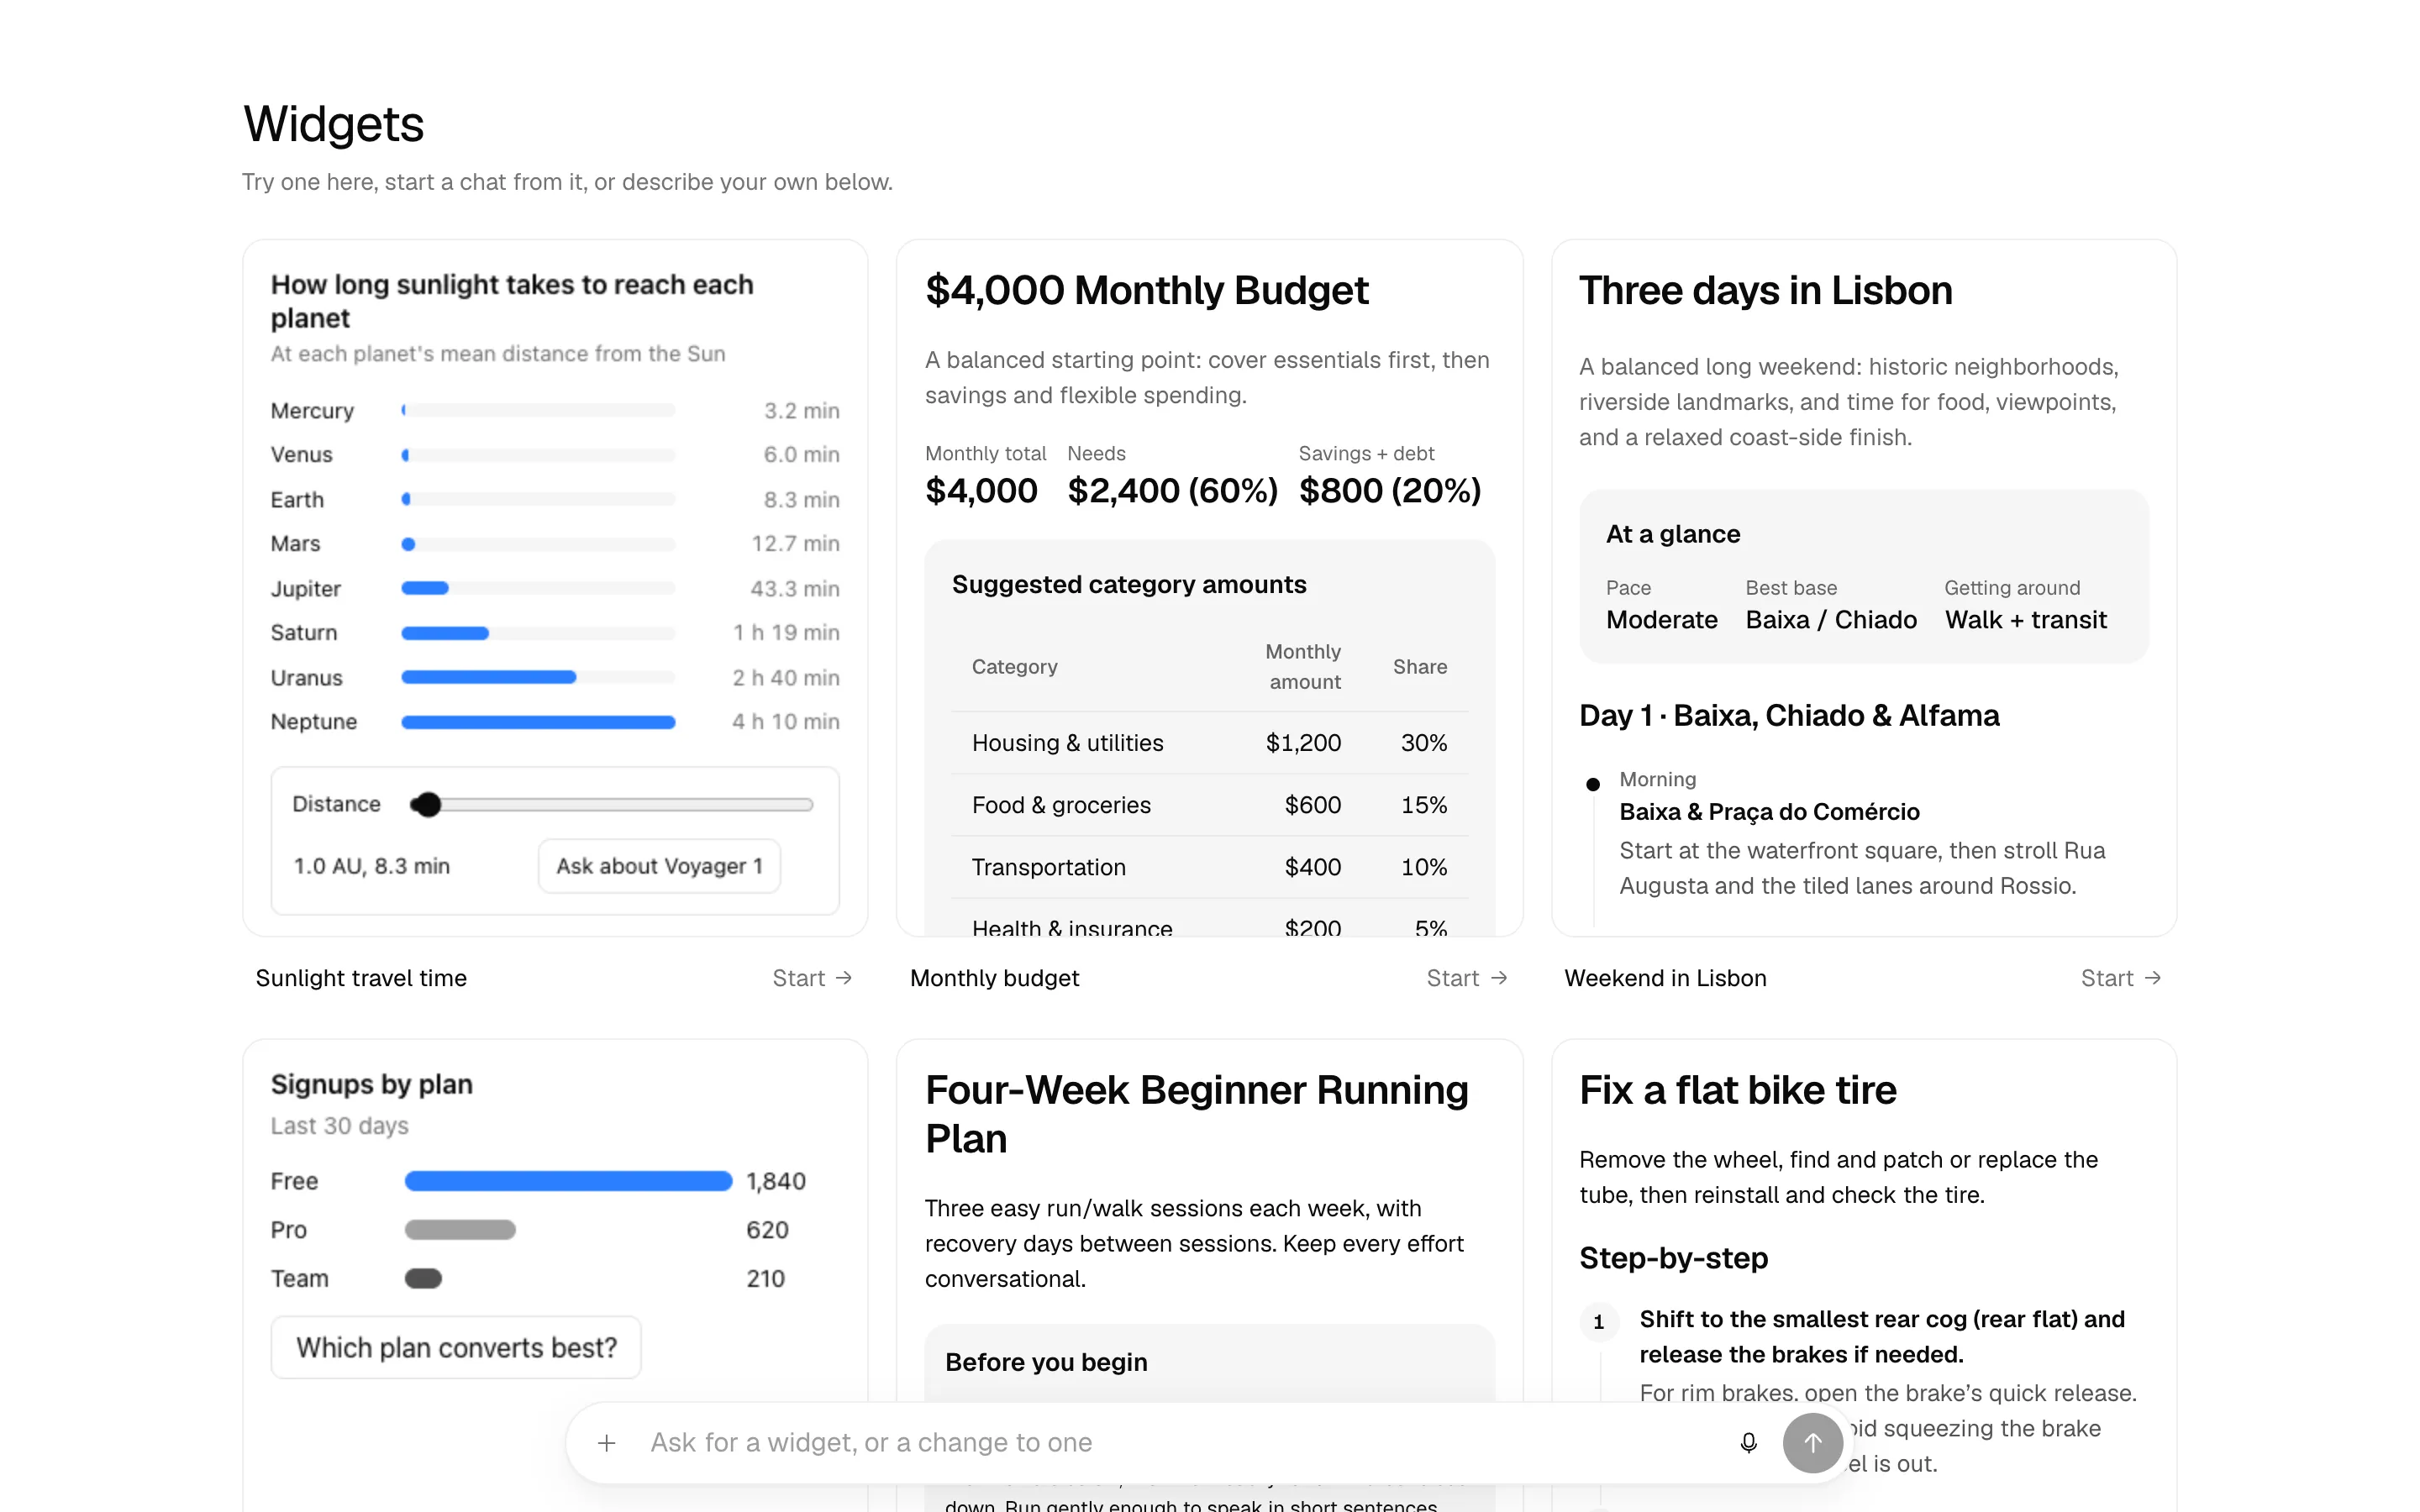 Widgets
Try one here, start a chat from it, or describe your own below.
How long sunlight takes to reach each
planet
At each planet's mean distance from the Sun
Mercury 3.2 min
Venus 6.0 min
Earth 8.3 min
Mars 12.7 min
Jupiter 43.3 min
Saturn 1 h 19 min
Uranus 2 h 40 min
Neptune 4 h 10 min
Distance
1.0 AU, 8.3 min Ask about Voyager 1
Sunlight travel time Start →
$4,000 Monthly Budget
A balanced starting point: cover essentials first, then
savings and flexible spending.
Monthly total Needs Savings + debt
$4,000 $2,400 (60%) $800 (20%)
Suggested category amounts
Category Monthly amount Share
Housing & utilities $1,200 30%
Food & groceries $600 15%
Transportation $400 10%
Health & insurance $200 5%
Monthly budget Start →
Three days in Lisbon
A balanced long weekend: historic neighborhoods,
riverside landmarks, and time for food, viewpoints,
and a relaxed coast-side finish.
At a glance
Pace Best base Getting around
Moderate Baixa / Chiado Walk + transit
Day 1 · Baixa, Chiado & Alfama
Morning
Baixa & Praça do Comércio
Start at the waterfront square, then stroll Rua
Augusta and the tiled lanes around Rossio.
Weekend in Lisbon Start →
Signups by plan
Last 30 days
Free 1,840
Pro 620
Team 210
Which plan converts best?
Four-Week Beginner Running
Plan
Three easy run/walk sessions each week, with
recovery days between sessions. Keep every effort
conversational.
Before you begin
down. Run gently enough to speak in short sentences
Fix a flat bike tire
Remove the wheel, find and patch or replace the
tube, then reinstall and check the tire.
Step-by-step
1 Shift to the smallest rear cog (rear flat) and
release the brakes if needed.
For rim brakes, open the brake’s quick release.
squeezing the brake
is out.
Ask for a widget, or a change to one